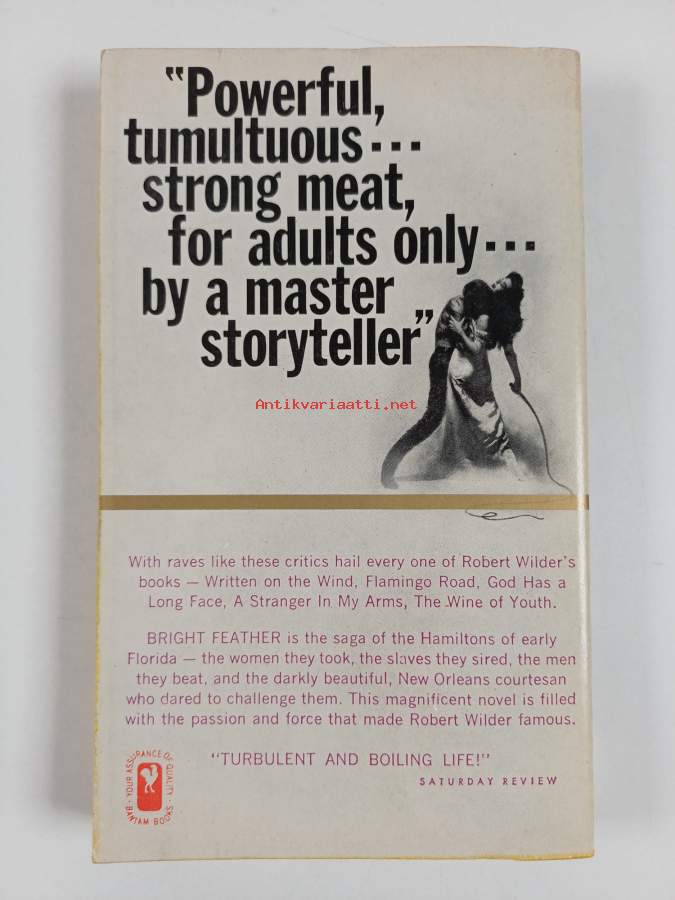 "Powerful,
tumultuous...
strong meat,
for adults only...
by a master
storyteller"
Antikvariaatti.net
With raves like these critics hail every one of Robert Wilder's
books — Written on the Wind, Flamingo Road, God Has a
Long Face, A Stranger In My Arms, The Wine of Youth.
BRIGHT FEATHER is the saga of the Hamiltons of early
Florida — the women they took, the slaves they sired, the men
they beat, and the darkly beautiful, New Orleans courtesan
who dared to challenge them. This magnificent novel is filled
with the passion and force that made Robert Wilder famous.
"TURBULENT AND BOILING LIFE!"
SATURDAY REVIEW
YOUR ASSURANCE OF QUALITY · BANTAM BOOKS ·